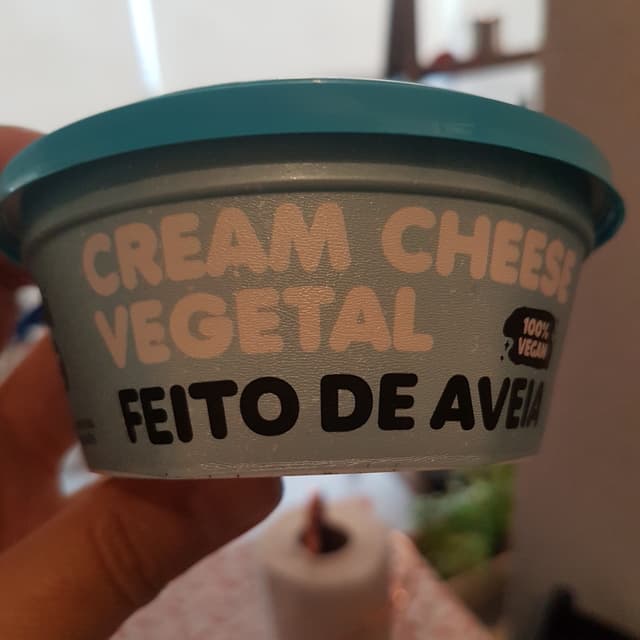 CREAM CHEESE
VEGETAL
100%
VEGAN
FEITO DE AVEIA